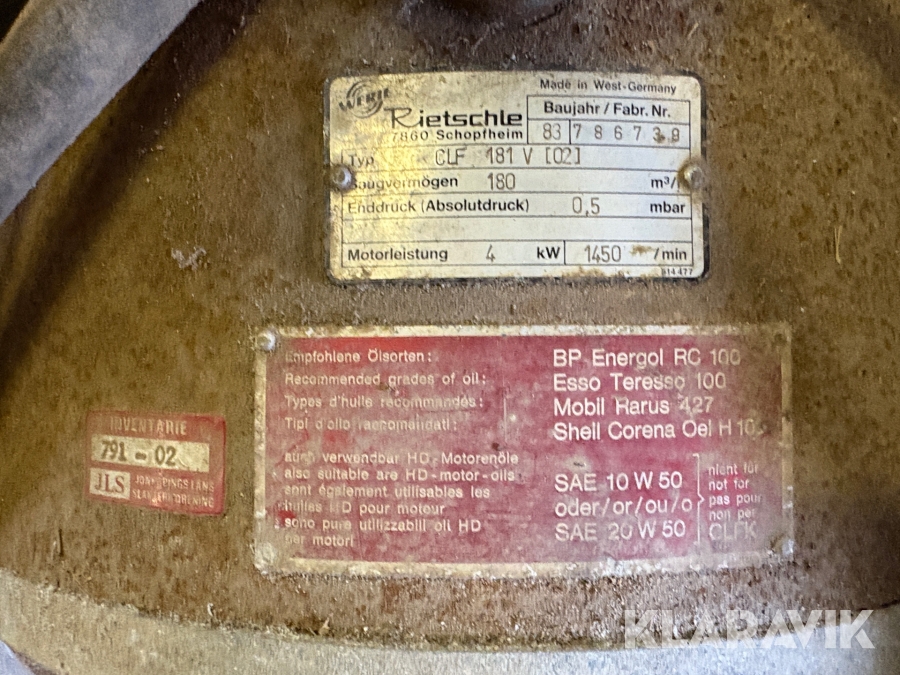 WERIE
Rietschle
7860 Schopfheim
Made in West-Germany
Baujahr / Fabr. Nr.
83 786739
Typ CLF 181 V [02]
Saugvermögen 180 m³/
Enddruck (Absolutdruck) 0,5 mbar
Motorleistung 4 kW 1450 /min
814477
Empfohlene Ölsorten:
Recommended grades of oil:
Types d'huile recommandés:
Tipi d'olio raccomendati:
BP Energol RC 100
Esso Teresso 100
Mobil Rarus 427
Shell Corena Oel H 10
auch verwendbar HD-Motorenöle
also suitable are HD-motor-oils
sont également utilisables les
huiles HD pour moteur
sono pure utilizzabili oil HD
per motori
SAE 10 W 50
oder/or/ou/o
SAE 20 W 50
nicht für
not for
pas pour
non per
CLFK
INVENTARIE
791-02
JLS
KLARAVIK